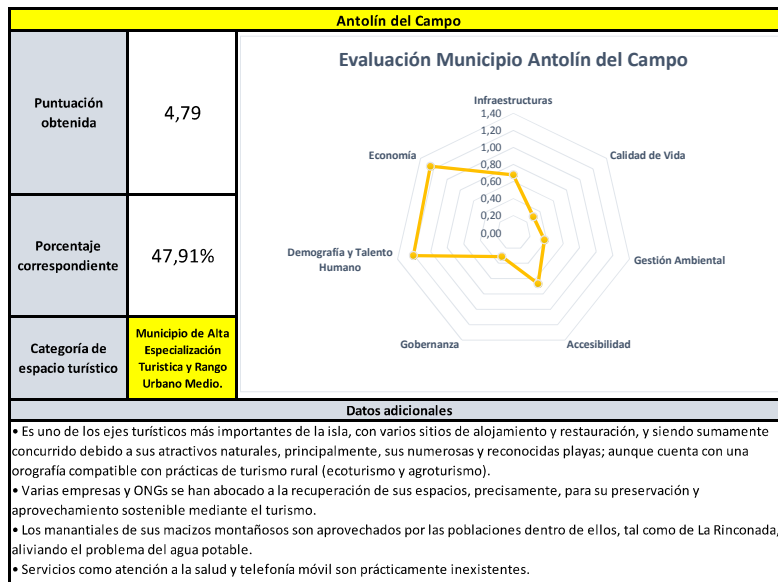 Antolín del Campo
Puntuación
obtenida
4,79
Porcentaje
correspondiente
47,91%
Categoría de
espacio turístico
Municipio de Alta
Especialización
Turistica y Rango
Urbano Medio.
Evaluación Municipio Antolín del Campo
Infraestructuras
1,40
1,20
1,00
0,80
0,60
0,40
0,20
0,00
Calidad de Vida
Gestión Ambiental
Accesibilidad
Gobernanza
Demografía y Talento
Humano
Economía
Datos adicionales
• Es uno de los ejes turísticos más importantes de la isla, con varios sitios de alojamiento y restauración, y siendo sumamente
concurrido debido a sus atractivos naturales, principalmente, sus numerosas y reconocidas playas; aunque cuenta con una
orografía compatible con prácticas de turismo rural (ecoturismo y agroturismo).
• Varias empresas y ONGs se han abocado a la recuperación de sus espacios, precisamente, para su preservación y
aprovechamiento sostenible mediante el turismo.
• Los manantiales de sus macizos montañosos son aprovechados por las poblaciones dentro de ellos, tal como de La Rinconada,
aliviando el problema del agua potable.
• Servicios como atención a la salud y telefonía móvil son prácticamente inexistentes.